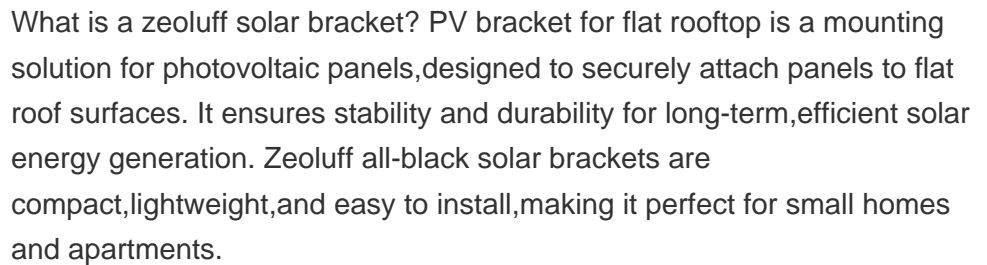 What is a zeoluff solar bracket? PV bracket for flat rooftop is a mounting
solution for photovoltaic panels,designed to securely attach panels to flat
roof surfaces. It ensures stability and durability for long-term,efficient solar
energy generation. Zeoluff all-black solar brackets are
compact,lightweight,and easy to install,making it perfect for small homes
and apartments.